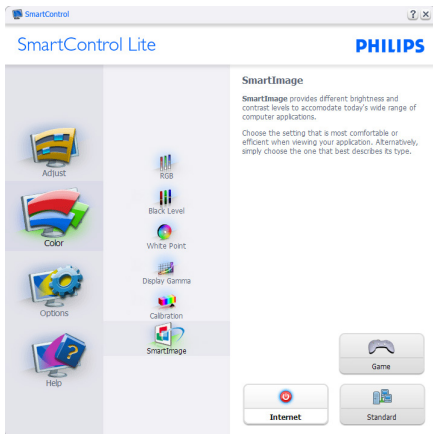 SmartControl
SmartControl Lite
PHILIPS
Adjust
Color
Options
Help
RGB
Black Level
White Point
Display Gamma
Calibration
SmartImage
SmartImage
SmartImage provides different brightness and
contrast levels to accomodate today's wide range of
computer applications.
Choose the setting that is most comfortable or
efficient when viewing your application. Alternatively,
simply choose the one that best describes its type.
Game
Internet
Standard